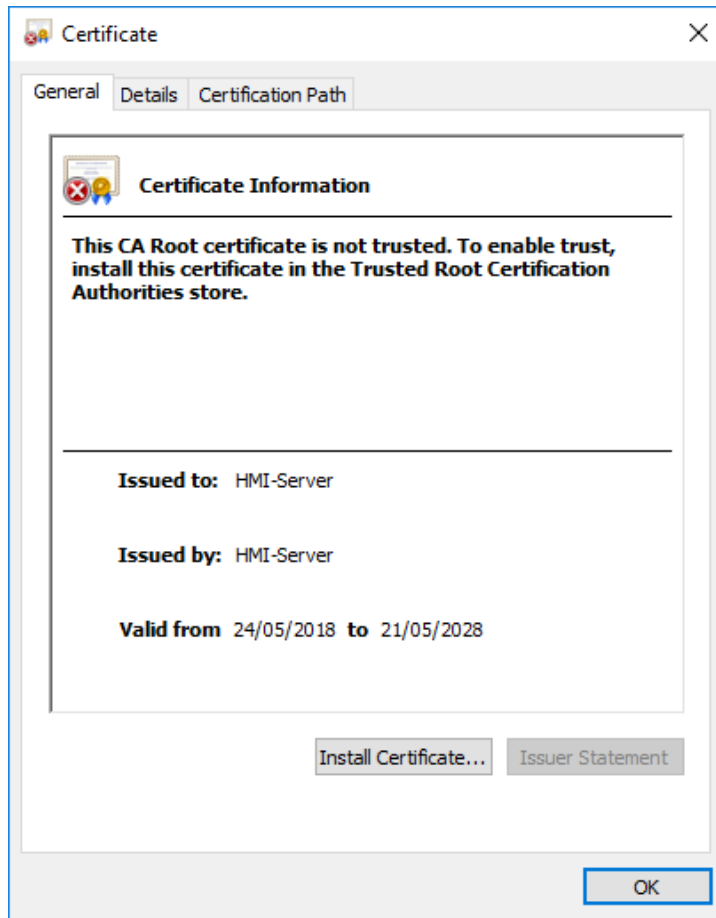 Certificate
General Details Certification Path
Certificate Information
This CA Root certificate is not trusted. To enable trust,
install this certificate in the Trusted Root Certification
Authorities store.
Issued to: HMI-Server
Issued by: HMI-Server
Valid from 24/05/2018 to 21/05/2028
Install Certificate... Issuer Statement
OK